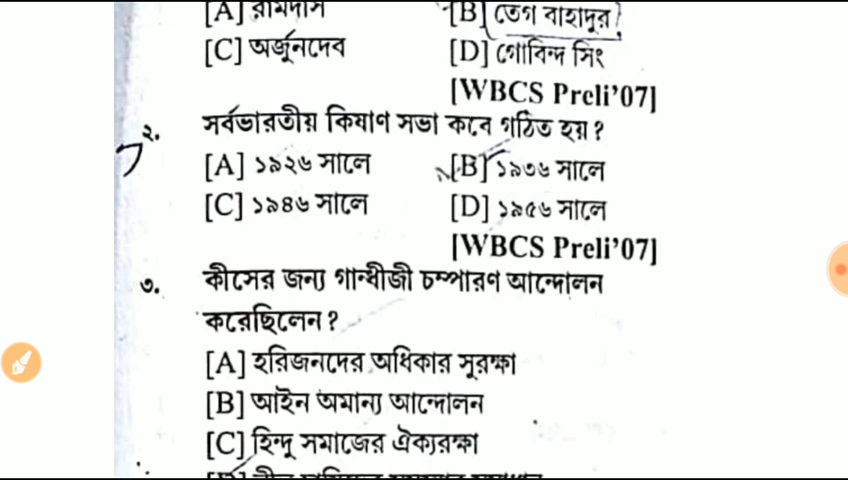 [A] রামদাস [B] তেগ বাহাদুর
[C] অর্জুনদেব [D] গোবিন্দ সিং
[WBCS Preli’07]
২. সর্বভারতীয় কিষাণ সভা কবে গঠিত হয় ?
[A] ১৯২৬ সালে [B] ১৯৩৬ সালে
[C] ১৯৪৬ সালে [D] ১৯৫৬ সালে
[WBCS Preli’07]
৩. কীসের জন্য গান্ধীজী চম্পারণ আন্দোলন
করেছিলেন ?
[A] হরিজনদের অধিকার সুরক্ষা
[B] আইন অমান্য আন্দোলন
[C] হিন্দু সমাজের ঐক্যরক্ষা